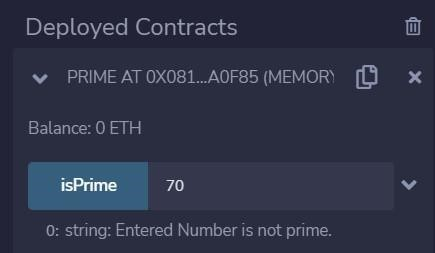 Deployed Contracts
PRIME AT 0X081...A0F85 (MEMORY
Balance: 0 ETH
isPrime 70
0: string: Entered Number is not prime.